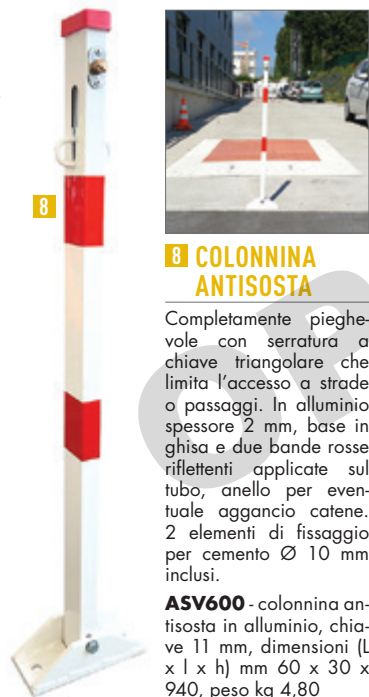 8
8 COLONNINA
ANTISOSTA
Completamente pieghe-
vole con serratura a
chiave triangolare che
limita l'accesso a strade
o passaggi. In alluminio
spessore 2 mm, base in
ghisa e due bande rosse
riflettenti applicate sul
tubo, anello per even-
tuale aggancio catene.
2 elementi di fissaggio
per cemento Ø 10 mm
inclusi.
ASV600 - colonnina an-
tisosta in alluminio, chia-
ve 11 mm, dimensioni (L
x l x h) mm 60 x 30 x
940, peso kg 4,80
OP